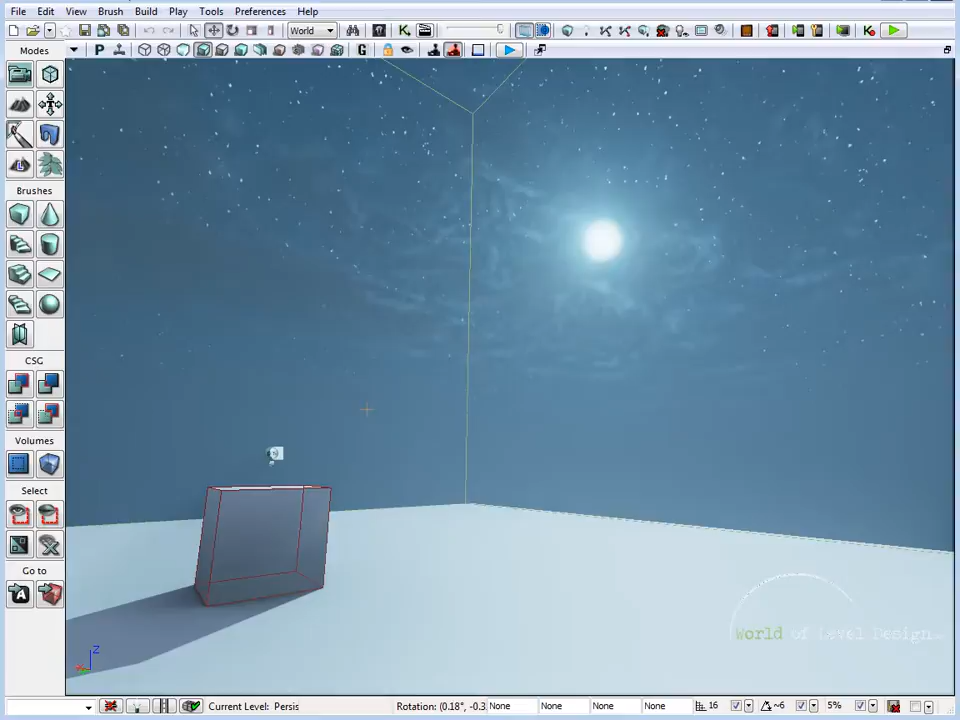 File Edit View Brush Build Play Tools Preferences Help
World
Modes
P
G
Brushes
CSG
Volumes
Select
Go to
World of Level Design
Z
Current Level: Persis
Rotation: (0.18°, -0.3
None
None
None
None
16
~6
5%